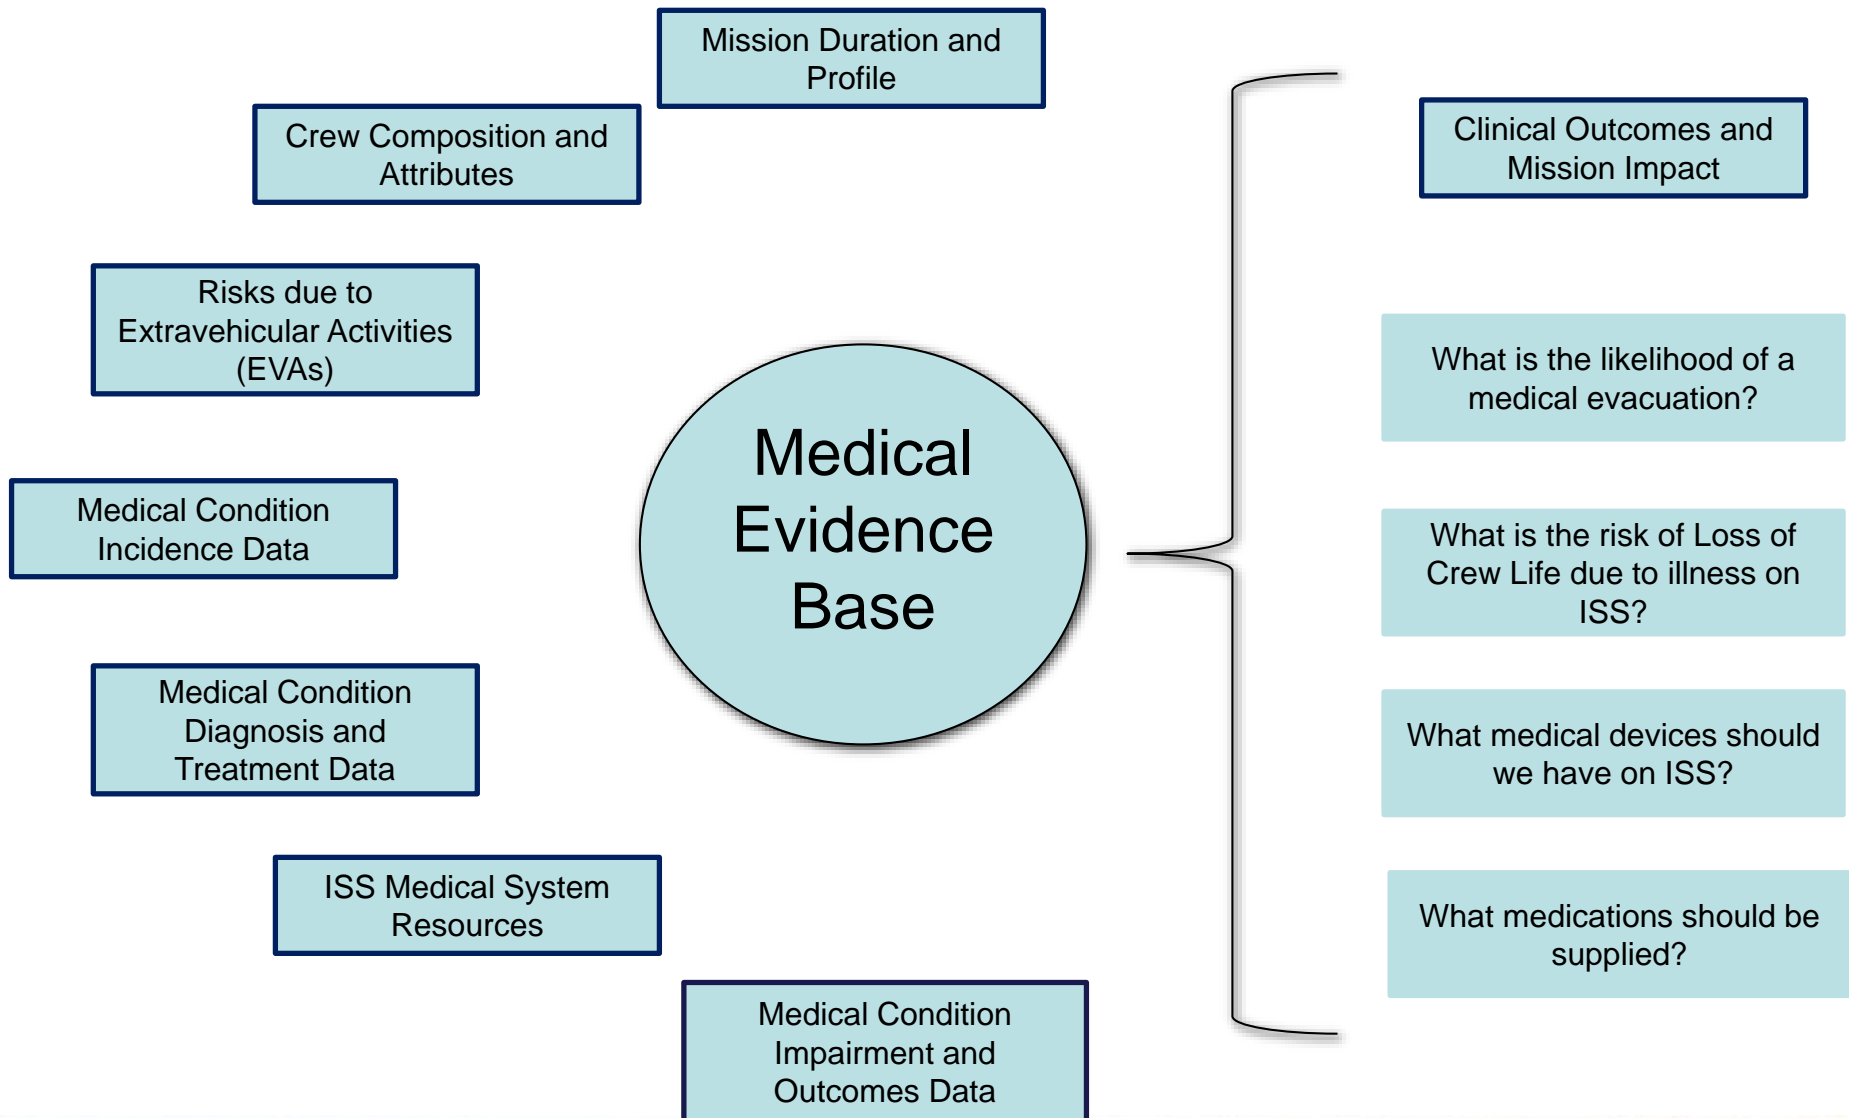 Mission Duration and
Profile
Crew Composition and
Attributes
Risks due to
Extravehicular Activities
(EVAs)
Medical Condition
Incidence Data
Medical Condition
Diagnosis and
Treatment Data
ISS Medical System
Resources
Medical Condition
Impairment and
Outcomes Data
Medical
Evidence
Base
Clinical Outcomes and
Mission Impact
What is the likelihood of a
medical evacuation?
What is the risk of Loss of
Crew Life due to illness on
ISS?
What medical devices should
we have on ISS?
What medications should be
supplied?